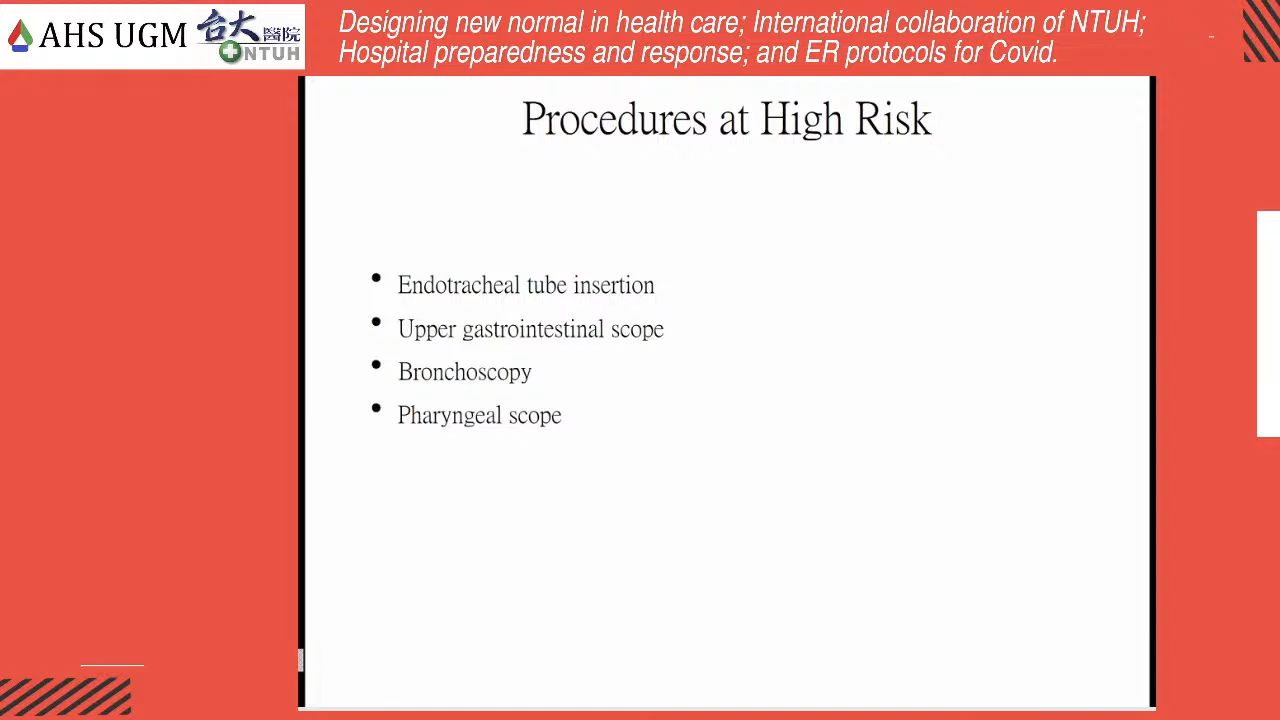 AHS UGM
台大醫院
NTUH
Designing new normal in health care; International collaboration of NTUH;
Hospital preparedness and response; and ER protocols for Covid.
Procedures at High Risk
• Endotracheal tube insertion
• Upper gastrointestinal scope
• Bronchoscopy
• Pharyngeal scope